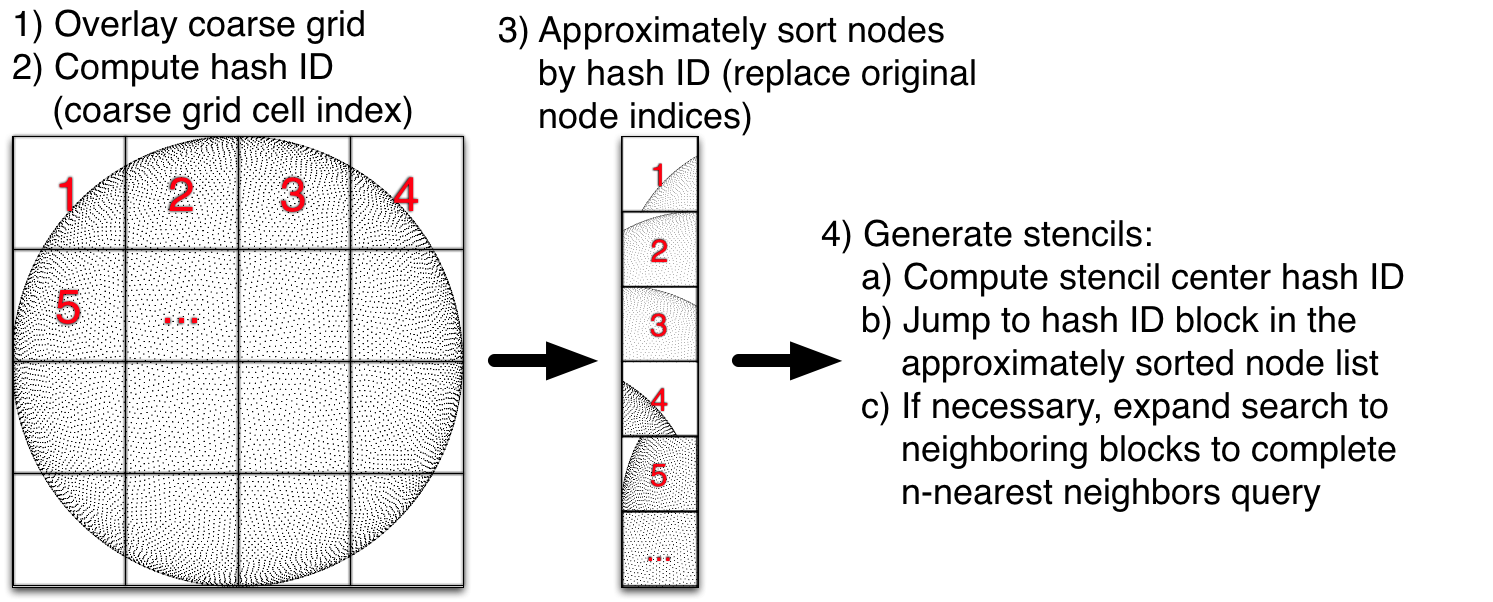 1) Overlay coarse grid
2) Compute hash ID
(coarse grid cell index)
1
2
3
4
5
...
3) Approximately sort nodes
by hash ID (replace original
node indices)
1
2
3
4
5
...
4) Generate stencils:
a) Compute stencil center hash ID
b) Jump to hash ID block in the
approximately sorted node list
c) If necessary, expand search to
neighboring blocks to complete
n-nearest neighbors query